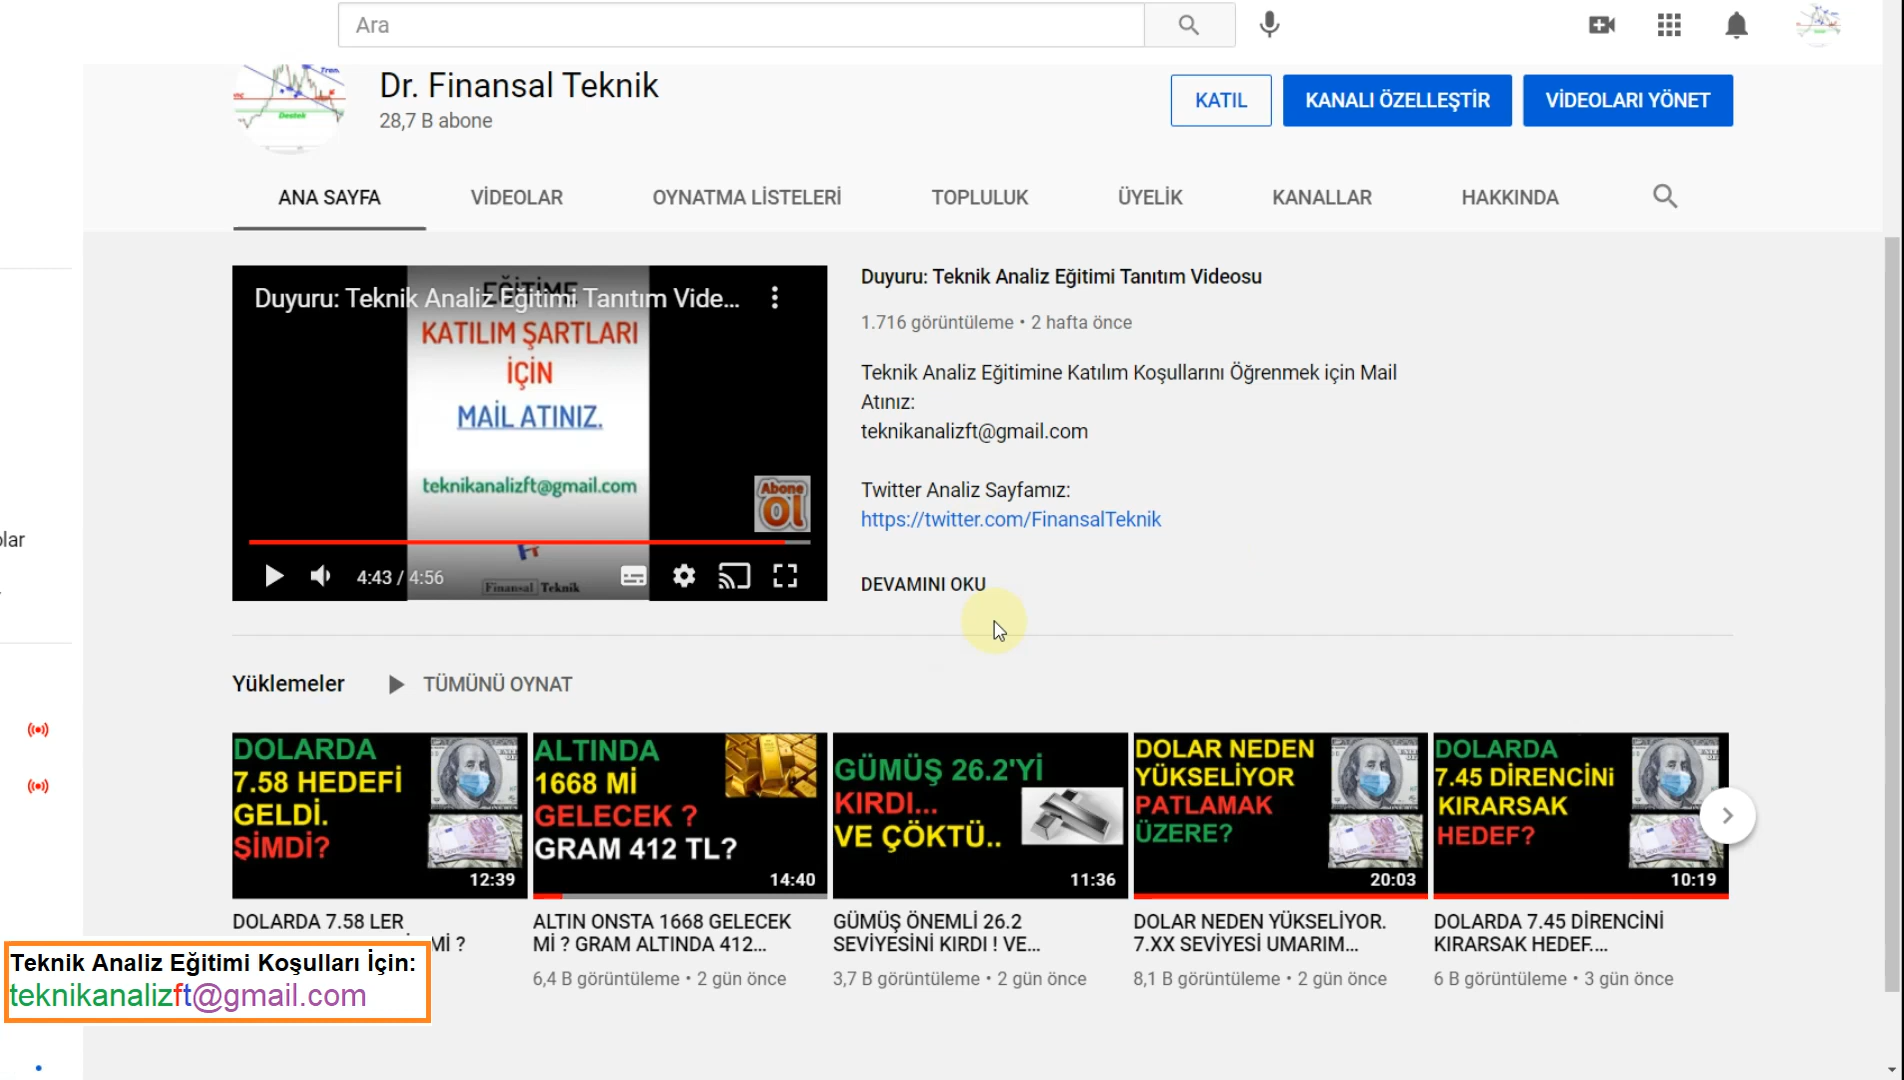 Ara
Dr. Finansal Teknik
28,7 B abone
KATIL
KANALI ÖZELLEŞTİR
VİDEOLARI YÖNET
Tren.
Destek
ANA SAYFA
VİDEOLAR
OYNATMA LİSTELERİ
TOPLULUK
ÜYELİK
KANALLAR
HAKKINDA
Duyuru: Teknik Analiz Eğitimi Tanıtım Vide...
EĞİTİME
KATILIM ŞARTLARI
İÇİN
MAİL ATINIZ.
teknikanalizft@gmail.com
Abone
Ol
4:43 / 4:56
Finansal Teknik
Duyuru: Teknik Analiz Eğitimi Tanıtım Videosu
1.716 görüntüleme • 2 hafta önce
Teknik Analiz Eğitimine Katılım Koşullarını Öğrenmek için Mail
Atınız:
teknikanalizft@gmail.com
Twitter Analiz Sayfamız:
https://twitter.com/FinansalTeknik
DEVAMINI OKU
olar
Yüklemeler
TÜMÜNÜ OYNAT
DOLARDA
7.58 HEDEFİ
GELDİ.
ŞİMDİ?
12:39
DOLARDA 7.58 LER
Mİ ?
ALTINDA
1668 Mİ
GELECEK ?
GRAM 412 TL?
14:40
ALTIN ONSTA 1668 GELECEK
Mİ ? GRAM ALTINDA 412...
6,4 B görüntüleme • 2 gün önce
GÜMÜŞ 26.2'Yİ
KIRDI...
VE ÇÖKTÜ..
11:36
GÜMÜŞ ÖNEMLİ 26.2
SEVİYESİNİ KIRDI ! VE...
3,7 B görüntüleme • 2 gün önce
DOLAR NEDEN
YÜKSELİYOR
PATLAMAK
ÜZERE?
20:03
DOLAR NEDEN YÜKSELİYOR.
7.XX SEVİYESİ UMARIM...
8,1 B görüntüleme • 2 gün önce
DOLARDA
7.45 DİRENCİNİ
KIRARSAK
HEDEF?
10:19
DOLARDA 7.45 DİRENCİNİ
KIRARSAK HEDEF....
6 B görüntüleme • 3 gün önce
Teknik Analiz Eğitimi Koşulları İçin:
teknikanalizft@gmail.com